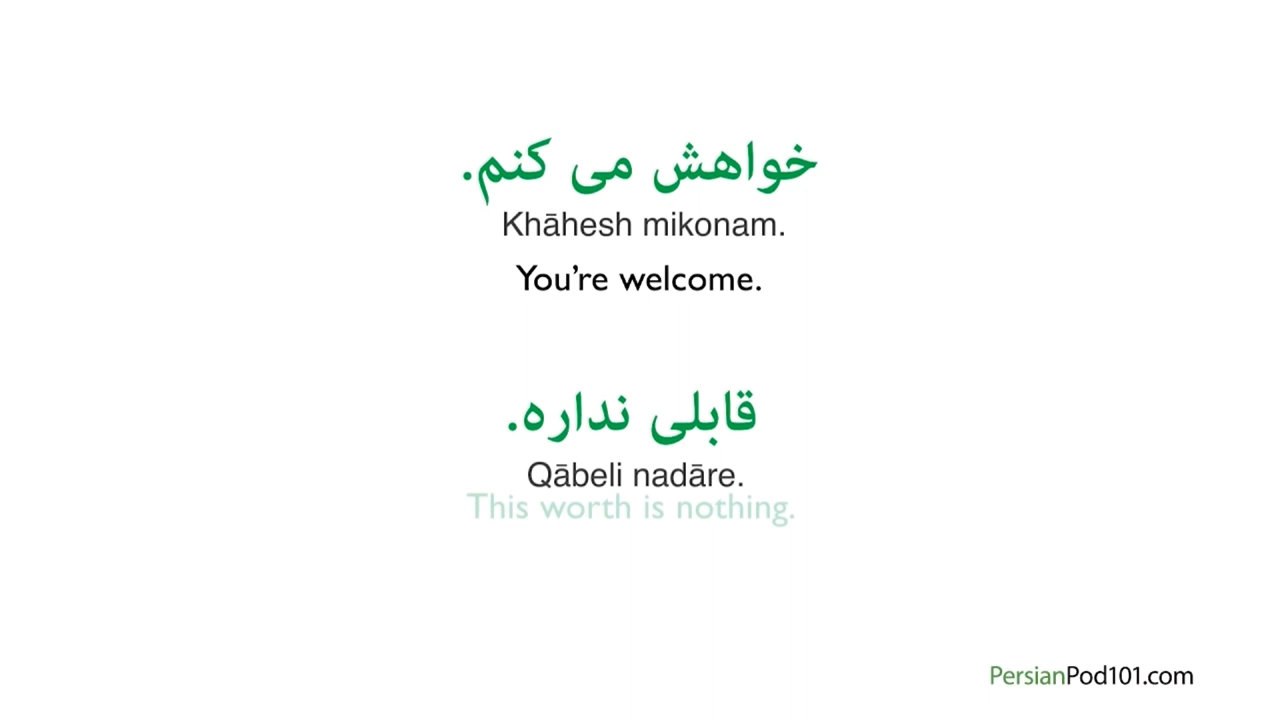 خواهش می کنم.
Khāhesh mikonam.
You’re welcome.
قابلی نداره.
Qābeli nadāre.
This worth is nothing.
PersianPod101.com